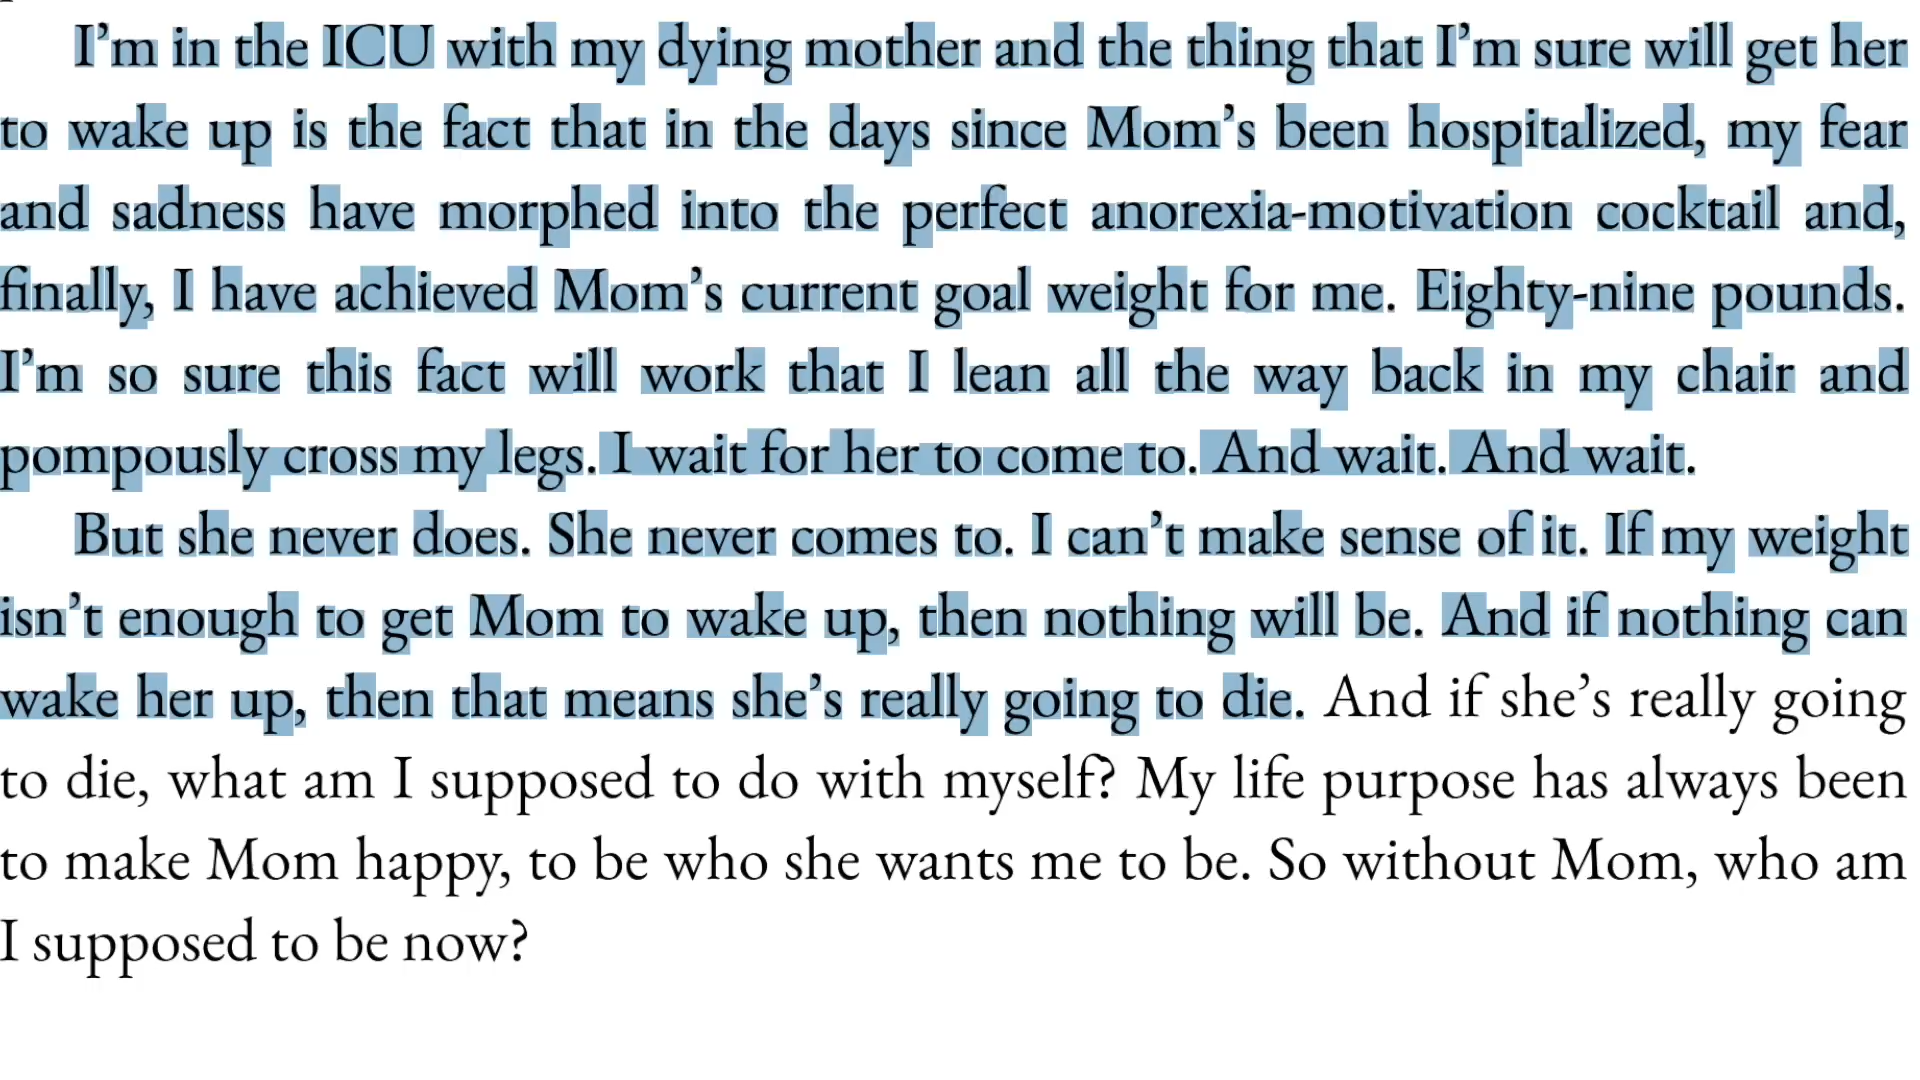 I’m in the ICU with my dying mother and the thing that I’m sure will get her
to wake up is the fact that in the days since Mom’s been hospitalized, my fear
and sadness have morphed into the perfect anorexia-motivation cocktail and,
finally, I have achieved Mom’s current goal weight for me. Eighty-nine pounds.
I’m so sure this fact will work that I lean all the way back in my chair and
pompously cross my legs. I wait for her to come to. And wait. And wait.
But she never does. She never comes to. I can’t make sense of it. If my weight
isn’t enough to get Mom to wake up, then nothing will be. And if nothing can
wake her up, then that means she’s really going to die. And if she’s really going
to die, what am I supposed to do with myself? My life purpose has always been
to make Mom happy, to be who she wants me to be. So without Mom, who am
I supposed to be now?